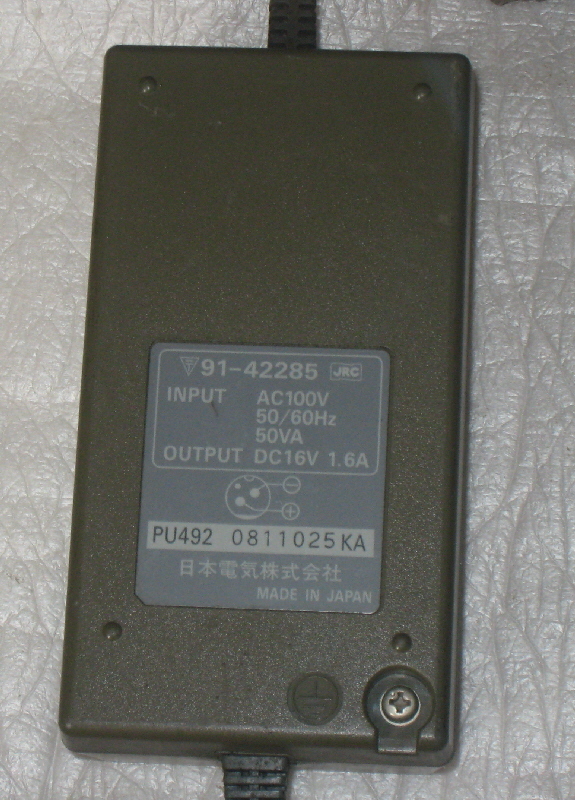 91-42285 JRC
INPUT AC100V
50/60Hz
50VA
OUTPUT DC16V 1.6A
PU492 0811025KA
日本電気株式会社
MADE IN JAPAN